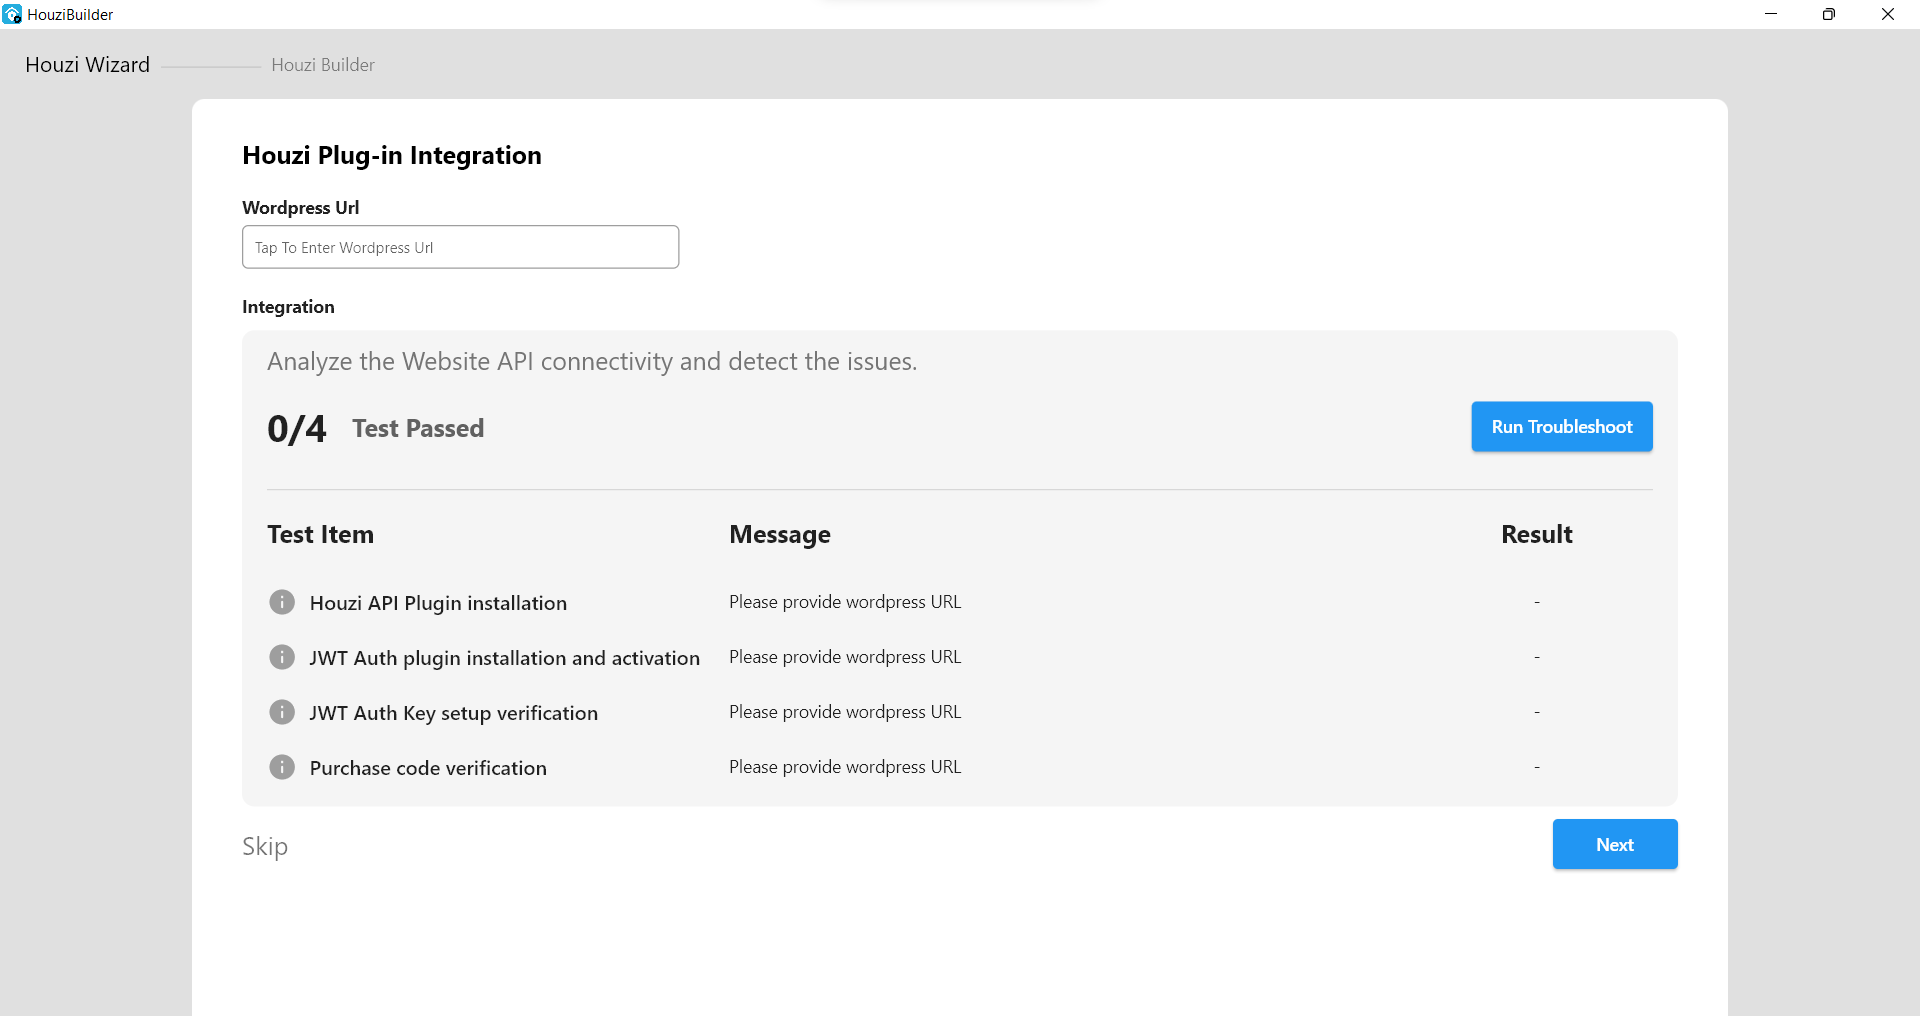 HouziBuilder
Houzi Wizard Houzi Builder
Houzi Plug-in Integration
Wordpress Url
Tap To Enter Wordpress Url
Integration
Analyze the Website API connectivity and detect the issues.
0/4 Test Passed Run Troubleshoot
Test Item Message Result
Houzi API Plugin installation Please provide wordpress URL -
JWT Auth plugin installation and activation Please provide wordpress URL -
JWT Auth Key setup verification Please provide wordpress URL -
Purchase code verification Please provide wordpress URL -
Skip Next